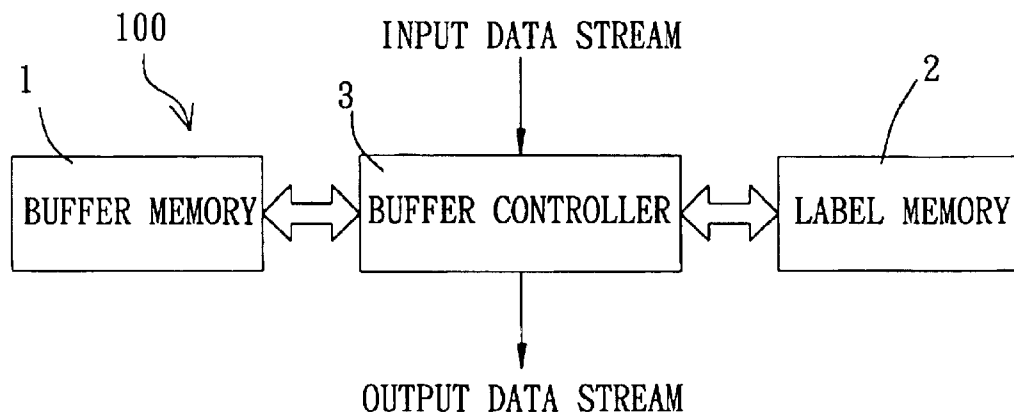 100
INPUT DATA STREAM
1
3
2
BUFFER MEMORY
BUFFER CONTROLLER
LABEL MEMORY
OUTPUT DATA STREAM